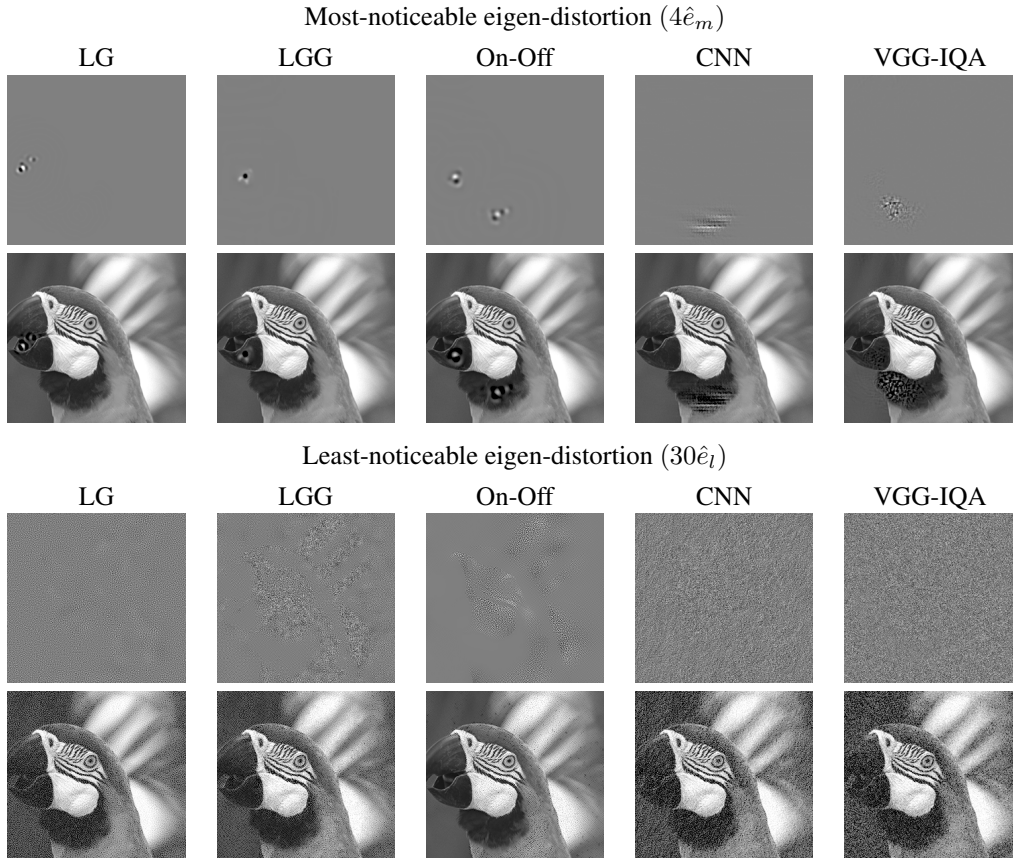 Most-noticeable eigen-distortion (4ê_m)
LG LGG On-Off CNN VGG-IQA
Least-noticeable eigen-distortion (30ê_l)
LG LGG On-Off CNN VGG-IQA